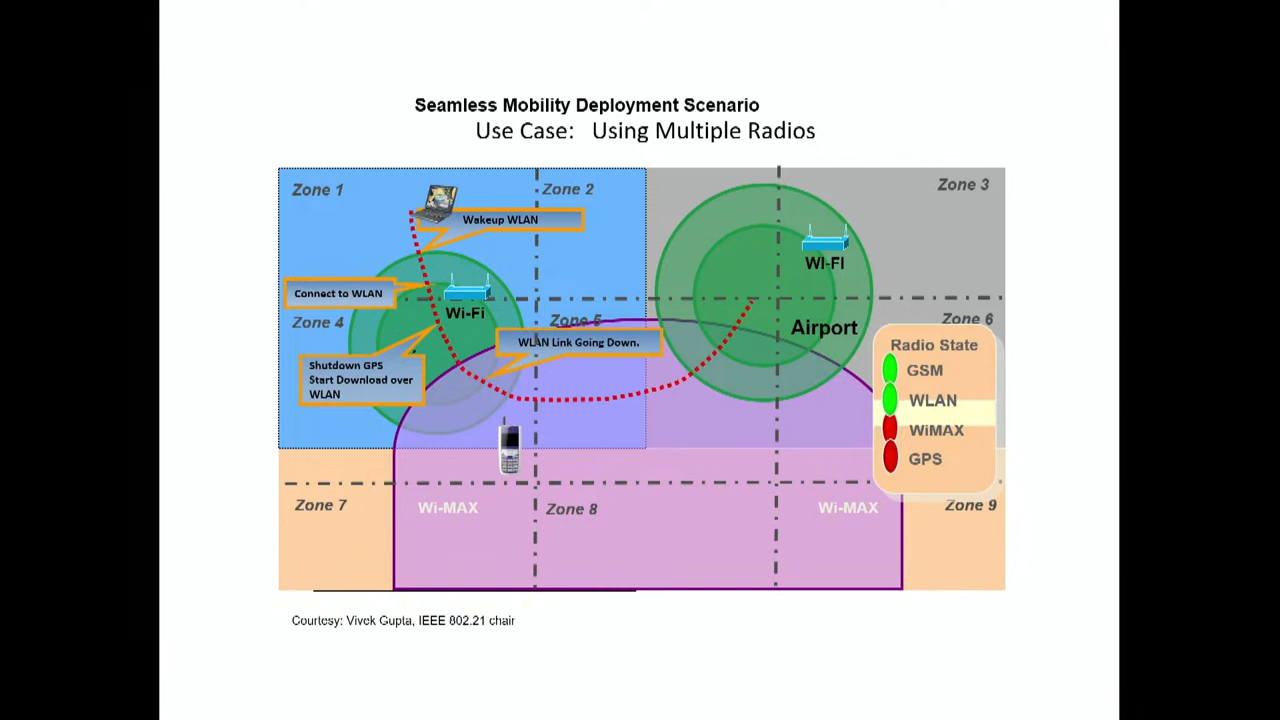 Seamless Mobility Deployment Scenario
Use Case: Using Multiple Radios
Zone 1
Zone 2
Zone 3
Wakeup WLAN
WI-FI
Connect to WLAN
Wi-Fi
Zone 4
Zone 5
Zone 6
Airport
WLAN Link Going Down.
Radio State
GSM
WLAN
WiMAX
GPS
Shutdown GPS
Start Download over
WLAN
Zone 7
Wi-MAX
Zone 8
Wi-MAX
Zone 9
Courtesy: Vivek Gupta, IEEE 802.21 chair